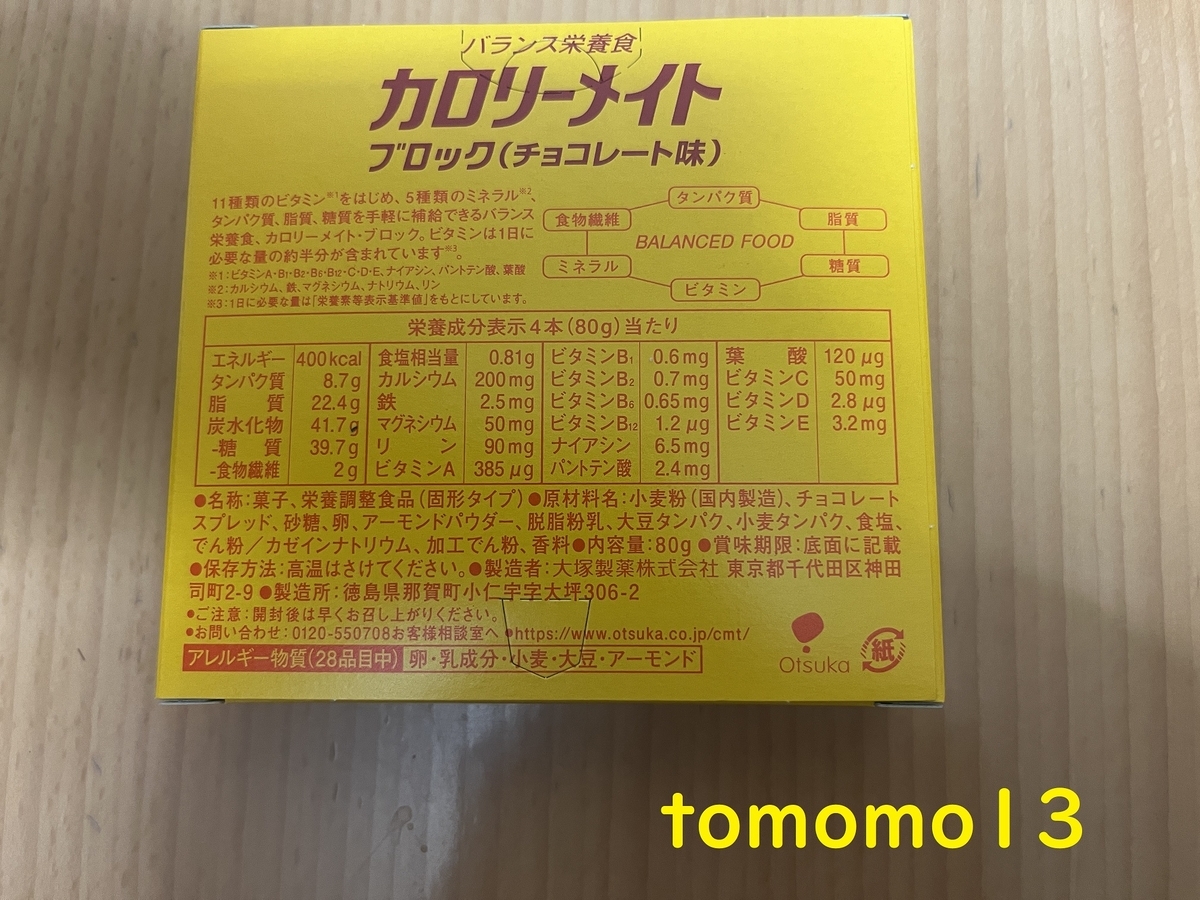 バランス栄養食
カロリーメイト
ブロック(チョコレート味)
11種類のビタミン※1をはじめ、5種類のミネラル※2、
タンパク質、脂質、糖質を手軽に補給できるバランス
栄養食、カロリーメイト・ブロック。ビタミンは1日に
必要な量の約半分が含まれています※3。
※1:ビタミンA・B1・B2・B6・B12・C・D・E、ナイアシン、パントテン酸、葉酸
※2:カルシウム、鉄、マグネシウム、ナトリウム、リン
※3:1日に必要な量は「栄養素等表示基準値」をもとにしています。
タンパク質
食物繊維 脂質
BALANCED FOOD
ミネラル 糖質
ビタミン
栄養成分表示4本(80g)当たり
エネルギー 400kcal 食塩相当量 0.81g ビタミンB1 0.6mg 葉酸 120μg
タンパク質 8.7g カルシウム 200mg ビタミンB2 0.7mg ビタミンC 50mg
脂質 22.4g 鉄 2.5mg ビタミンB6 0.65mg ビタミンD 2.8μg
炭水化物 41.7g マグネシウム 50mg ビタミンB12 1.2μg ビタミンE 3.2mg
-糖質 39.7g リン 90mg ナイアシン 6.5mg
-食物繊維 2g ビタミンA 385μg パントテン酸 2.4mg
●名称:菓子、栄養調整食品(固形タイプ)●原材料名:小麦粉(国内製造)、チョコレート
スプレッド、砂糖、卵、アーモンドパウダー、脱脂粉乳、大豆タンパク、小麦タンパク、食塩、
でん粉/カゼインナトリウム、加工でん粉、香料●内容量:80g●賞味期限:底面に記載
●保存方法:高温はさけてください。●製造者:大塚製薬株式会社 東京都千代田区神田
司町2-9●製造所:徳島県那賀町小仁宇字大坪306-2
●ご注意:開封後は早くお召し上がりください。
●お問い合わせ:0120-550708お客様相談室へ●https://www.otsuka.co.jp/cmt/
アレルギー物質(28品目中) 卵・乳成分・小麦・大豆・アーモンド
Otsuka
紙
tomomo13